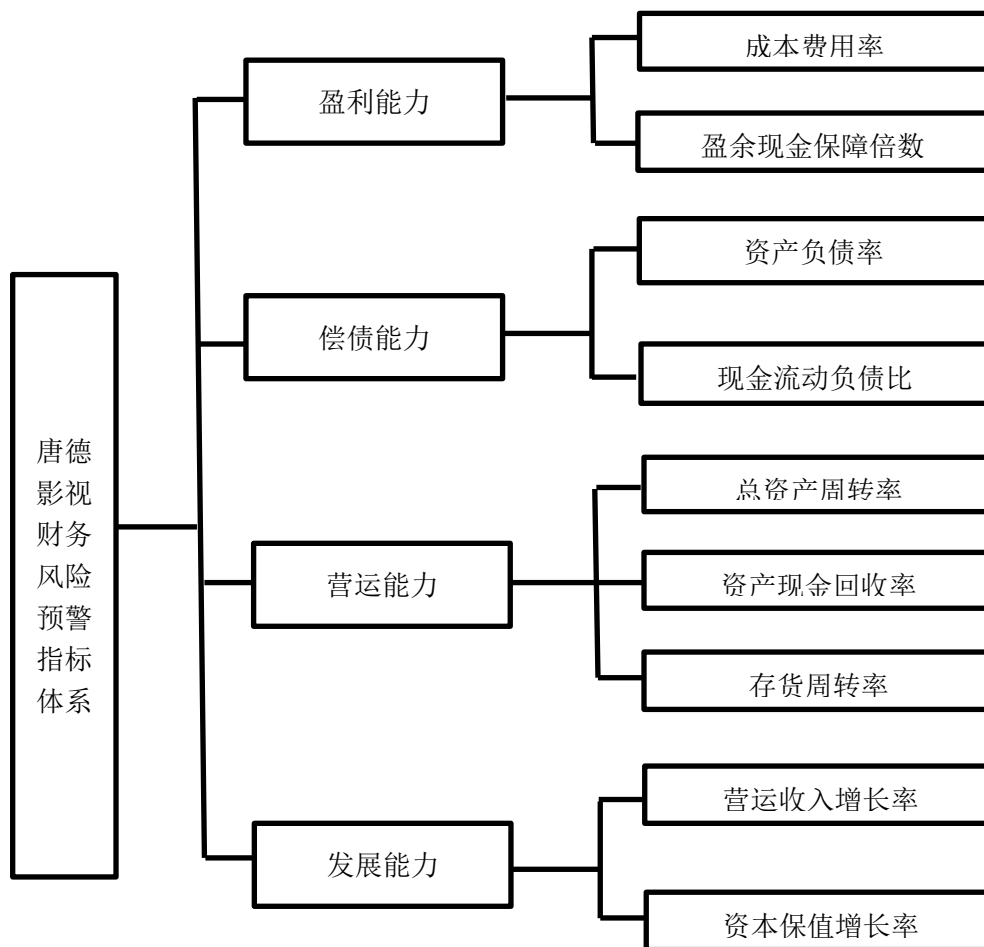 成本费用率
盈利能力
盈余现金保障倍数
资产负债率
偿债能力
现金流动负债比
唐德
影视
财务
风险
预警
指标
体系
总资产周转率
营运能力
资产现金回收率
存货周转率
营运收入增长率
发展能力
资本保值增长率